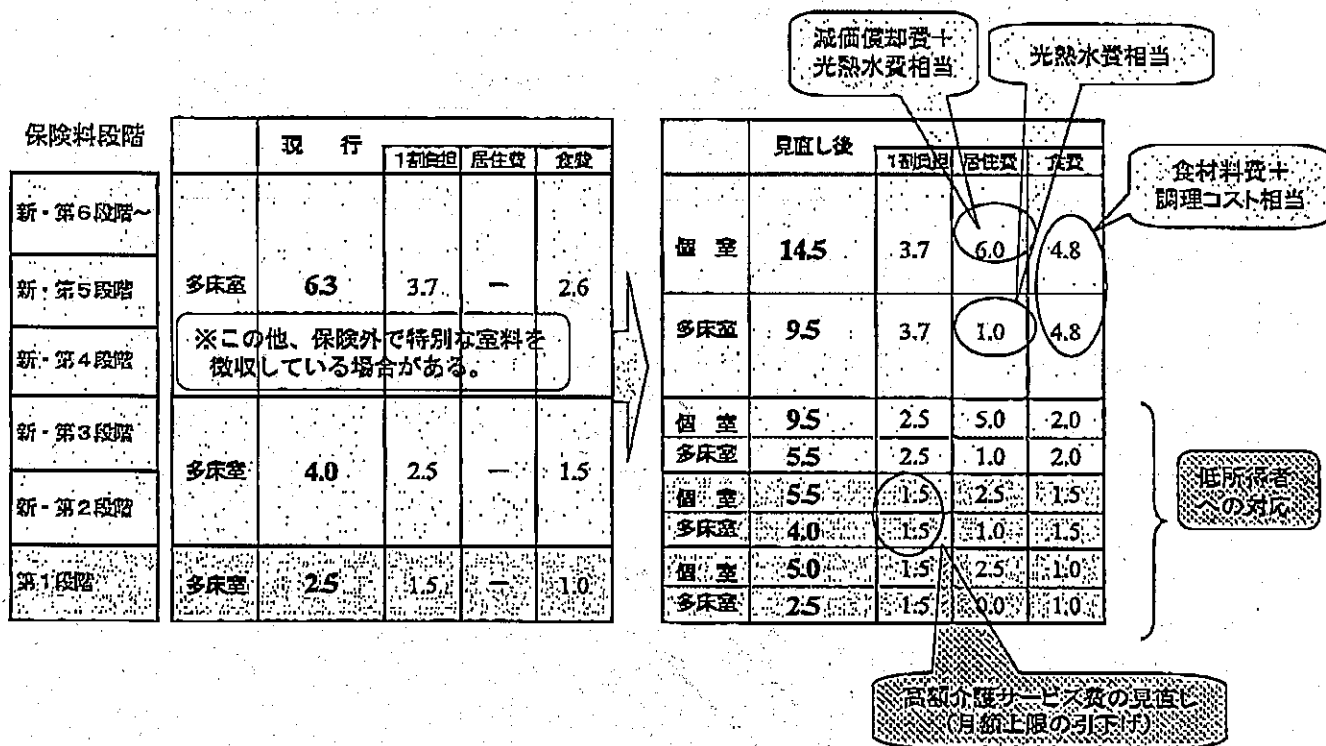 減価償却費＋
光熱水費相当
光熱水費相当
保険料段階
現 行
1割負担 居住費 食費
見直し後
1割負担 居住費 食費
食材料費＋
調理コスト相当
新・第6段階～
新・第5段階
新・第4段階
新・第3段階
新・第2段階
第1段階
多床室 6.3 3.7 － 2.6
※この他、保険外で特別な室料を
徴収している場合がある。
多床室 4.0 2.5 － 1.5
多床室 2.5 1.5 － 1.0
個 室 14.5 3.7 6.0 4.8
多床室 9.5 3.7 1.0 4.8
個 室 9.5 2.5 5.0 2.0
多床室 5.5 2.5 1.0 2.0
個 室 5.5 1.5 2.5 1.5
多床室 4.0 1.5 1.0 1.5
個 室 5.0 1.5 2.5 1.0
多床室 2.5 1.5 0.0 1.0
低所得者
への対応
高額介護サービス費の見直し
(月額上限の引下げ)